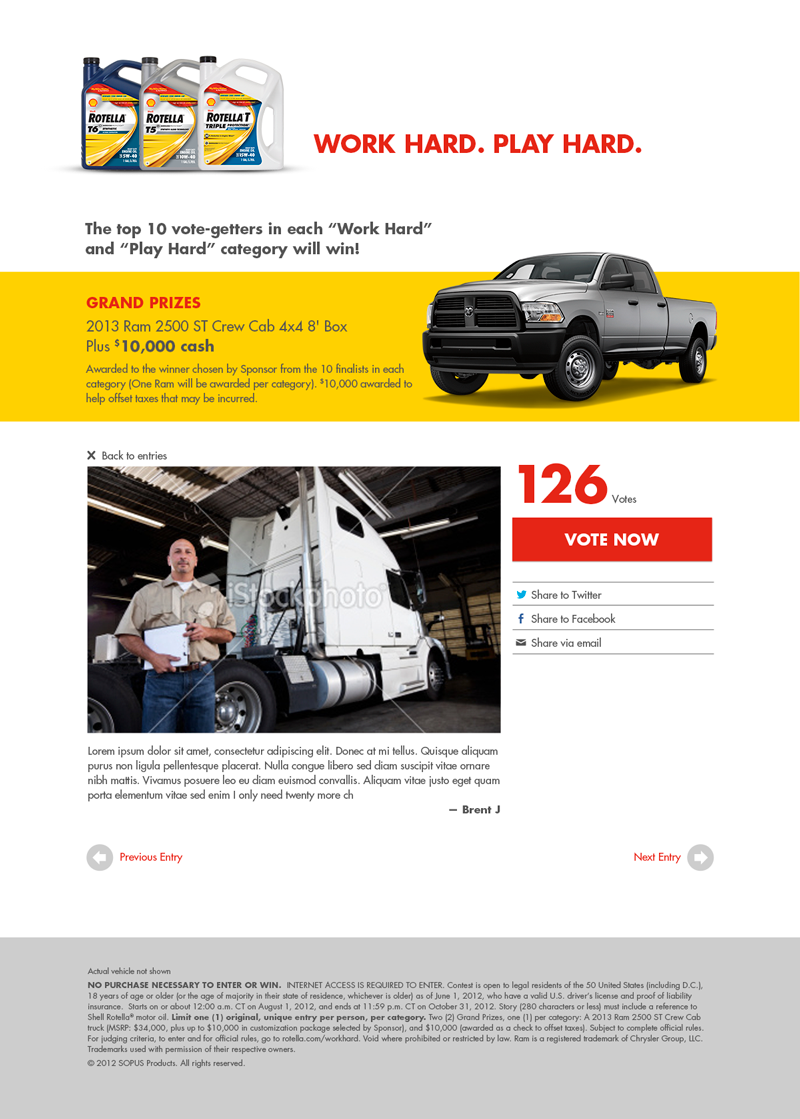 ROTELLA
T6
SAE 5W-40
ROTELLA
T5
SAE 10W-40
ROTELLA T
TRIPLE PROTECTION
SAE 15W-40
WORK HARD. PLAY HARD.
The top 10 vote-getters in each “Work Hard”
and “Play Hard” category will win!
GRAND PRIZES
2013 Ram 2500 ST Crew Cab 4x4 8' Box
Plus $10,000 cash
Awarded to the winner chosen by Sponsor from the 10 finalists in each
category (One Ram will be awarded per category). $10,000 awarded to
help offset taxes that may be incurred.
X Back to entries
126 Votes
VOTE NOW
Share to Twitter
Share to Facebook
Share via email
iStockphoto
Lorem ipsum dolor sit amet, consectetur adipiscing elit. Donec at mi tellus. Quisque aliquam
purus non ligula pellentesque placerat. Nulla congue libero sed diam suscipit vitae ornare
nibh mattis. Vivamus posuere leo eu diam euismod convallis. Aliquam vitae justo eget quam
porta elementum vitae sed enim I only need twenty more ch
— Brent J
Previous Entry
Next Entry
Actual vehicle not shown
NO PURCHASE NECESSARY TO ENTER OR WIN. INTERNET ACCESS IS REQUIRED TO ENTER. Contest is open to legal residents of the 50 United States (including D.C.),
18 years of age or older (or the age of majority in their state of residence, whichever is older) as of June 1, 2012, who have a valid U.S. driver’s license and proof of liability
insurance. Starts on or about 12:00 a.m. CT on August 1, 2012, and ends at 11:59 p.m. CT on October 31, 2012. Story (280 characters or less) must include a reference to
Shell Rotella® motor oil. Limit one (1) original, unique entry per person, per category. Two (2) Grand Prizes, one (1) per category: A 2013 Ram 2500 ST Crew Cab
truck (MSRP: $34,000, plus up to $10,000 in customization package selected by Sponsor), and $10,000 (awarded as a check to offset taxes). Subject to complete official rules.
For judging criteria, to enter and for official rules, go to rotella.com/workhard. Void where prohibited or restricted by law. Ram is a registered trademark of Chrysler Group, LLC.
Trademarks used with permission of their respective owners.
© 2012 SOPUS Products. All rights reserved.